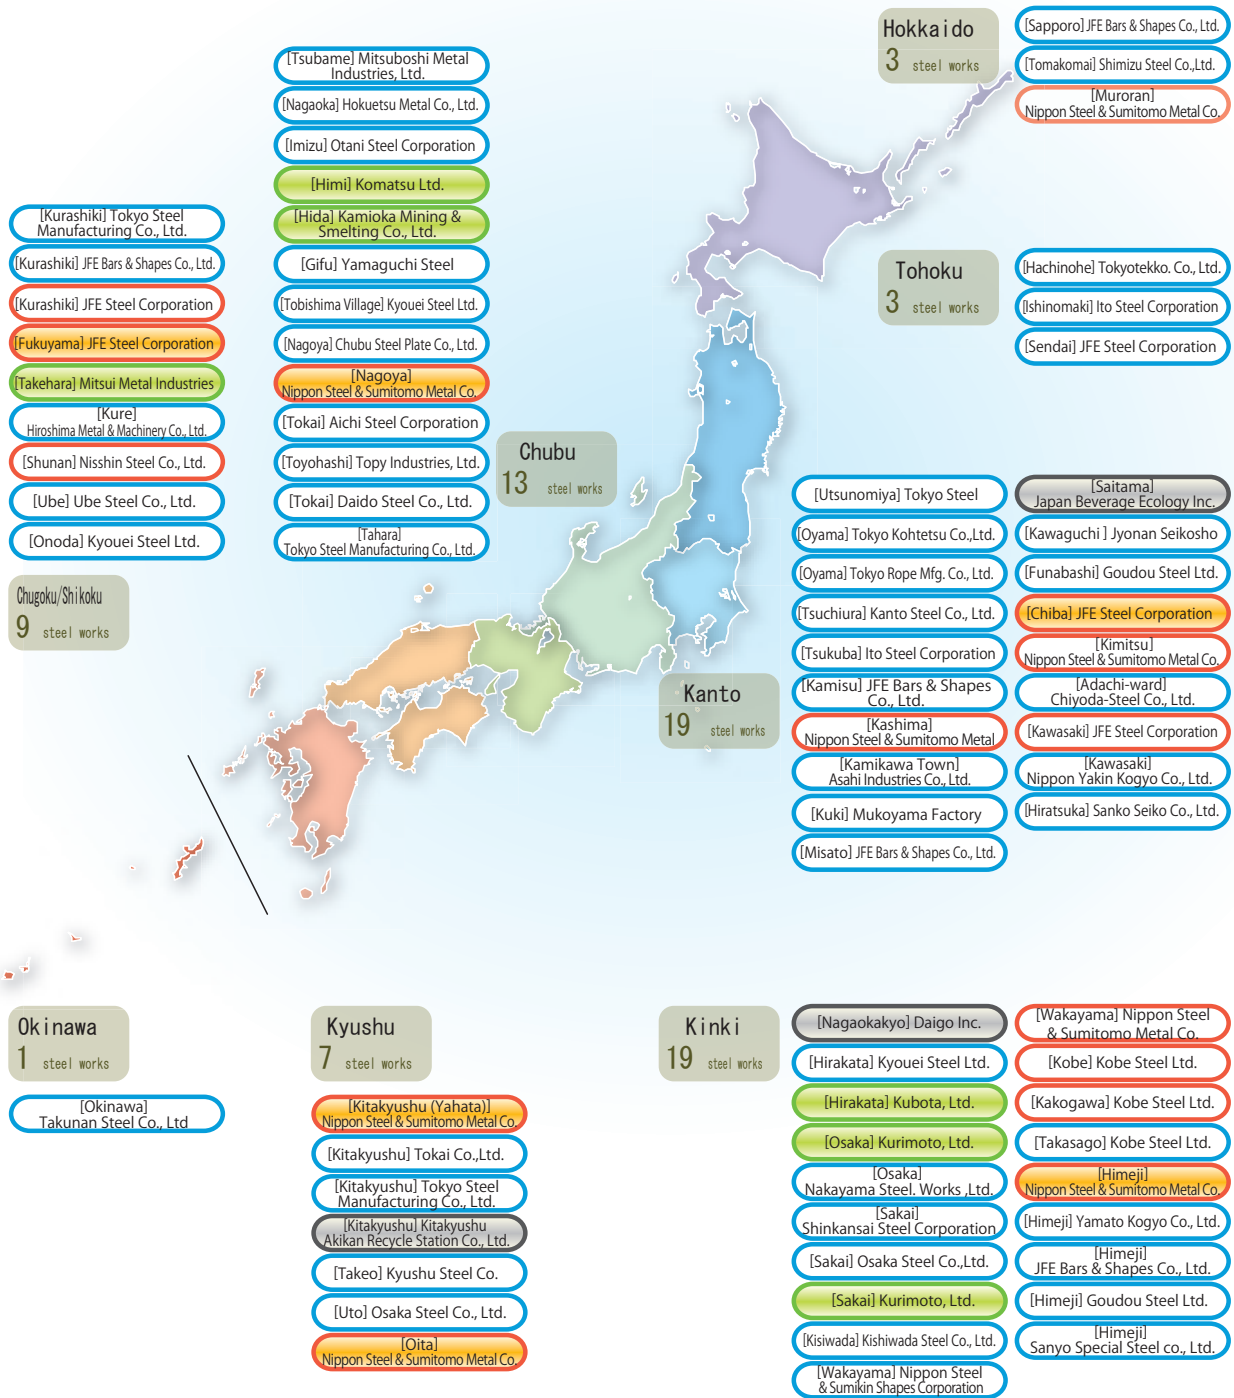 Hokkaido
3 steel works
[Sapporo] JFE Bars & Shapes Co., Ltd.
[Tomakomai] Shimizu Steel Co.,Ltd.
[Muroran]
Nippon Steel & Sumitomo Metal Co.
[Tsubame] Mitsuboshi Metal
Industries, Ltd.
[Nagaoka] Hokuetsu Metal Co., Ltd.
[Imizu] Otani Steel Corporation
[Himi] Komatsu Ltd.
[Hida] Kamioka Mining &
Smelting Co., Ltd.
[Gifu] Yamaguchi Steel
[Tobishima Village] Kyouei Steel Ltd.
[Nagoya] Chubu Steel Plate Co., Ltd.
[Nagoya]
Nippon Steel & Sumitomo Metal Co.
[Tokai] Aichi Steel Corporation
[Toyohashi] Topy Industries, Ltd.
[Tokai] Daido Steel Co., Ltd.
[Tahara]
Tokyo Steel Manufacturing Co., Ltd.
Chubu
13 steel works
[Kurashiki] Tokyo Steel
Manufacturing Co., Ltd.
[Kurashiki] JFE Bars & Shapes Co., Ltd.
[Kurashiki] JFE Steel Corporation
[Fukuyama] JFE Steel Corporation
[Takehara] Mitsui Metal Industries
[Kure]
Hiroshima Metal & Machinery Co., Ltd.
[Shunan] Nisshin Steel Co., Ltd.
[Ube] Ube Steel Co., Ltd.
[Onoda] Kyouei Steel Ltd.
Chugoku/Shikoku
9 steel works
Tohoku
3 steel works
[Hachinohe] Tokyotekko. Co., Ltd.
[Ishinomaki] Ito Steel Corporation
[Sendai] JFE Steel Corporation
Kanto
19 steel works
[Utsunomiya] Tokyo Steel
[Oyama] Tokyo Kohtetsu Co.,Ltd.
[Oyama] Tokyo Rope Mfg. Co., Ltd.
[Tsuchiura] Kanto Steel Co., Ltd.
[Tsukuba] Ito Steel Corporation
[Kamisu] JFE Bars & Shapes
Co., Ltd.
[Kashima]
Nippon Steel & Sumitomo Metal
[Kamikawa Town]
Asahi Industries Co., Ltd.
[Kuki] Mukoyama Factory
[Misato] JFE Bars & Shapes Co., Ltd.
[Saitama]
Japan Beverage Ecology Inc.
[Kawaguchi ] Jyonan Seikosho
[Funabashi] Goudou Steel Ltd.
[Chiba] JFE Steel Corporation
[Kimitsu]
Nippon Steel & Sumitomo Metal Co.
[Adachi-ward]
Chiyoda-Steel Co., Ltd.
[Kawasaki] JFE Steel Corporation
[Kawasaki]
Nippon Yakin Kogyo Co., Ltd.
[Hiratsuka] Sanko Seiko Co., Ltd.
Okinawa
1 steel works
[Okinawa]
Takunan Steel Co., Ltd
Kyushu
7 steel works
[Kitakyushu (Yahata)]
Nippon Steel & Sumitomo Metal Co.
[Kitakyushu] Tokai Co.,Ltd.
[Kitakyushu] Tokyo Steel
Manufacturing Co., Ltd.
[Kitakyushu] Kitakyushu
Akikan Recycle Station Co., Ltd.
[Takeo] Kyushu Steel Co.
[Uto] Osaka Steel Co., Ltd.
[Oita]
Nippon Steel & Sumitomo Metal Co.
Kinki
19 steel works
[Nagaokakyo] Daigo Inc.
[Hirakata] Kyouei Steel Ltd.
[Hirakata] Kubota, Ltd.
[Osaka] Kurimoto, Ltd.
[Osaka]
Nakayama Steel. Works ,Ltd.
[Sakai]
Shinkansai Steel Corporation
[Sakai] Osaka Steel Co.,Ltd.
[Sakai] Kurimoto, Ltd.
[Kisiwada] Kishiwada Steel Co., Ltd.
[Wakayama] Nippon Steel
& Sumikin Shapes Corporation
[Wakayama] Nippon Steel
& Sumitomo Metal Co.
[Kobe] Kobe Steel Ltd.
[Kakogawa] Kobe Steel Ltd.
[Takasago] Kobe Steel Ltd.
[Himeji]
Nippon Steel & Sumitomo Metal Co.
[Himeji] Yamato Kogyo Co., Ltd.
[Himeji]
JFE Bars & Shapes Co., Ltd.
[Himeji] Goudou Steel Ltd.
[Himeji]
Sanyo Special Steel co., Ltd.